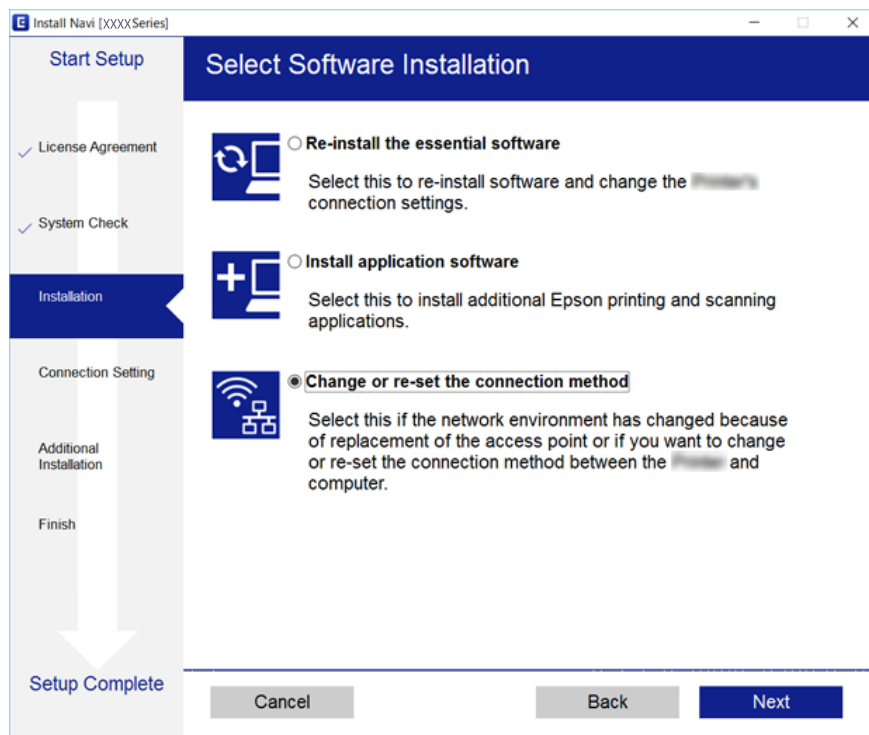 E Install Navi [XXXX Series]
Start Setup
Select Software Installation
License Agreement
System Check
Installation
Connection Setting
Additional
Installation
Finish
Setup Complete
Re-install the essential software
Select this to re-install software and change the
connection settings.
Install application software
Select this to install additional Epson printing and scanning
applications.
Change or re-set the connection method
Select this if the network environment has changed because
of replacement of the access point or if you want to change
or re-set the connection method between the and
computer.
Cancel
Back
Next